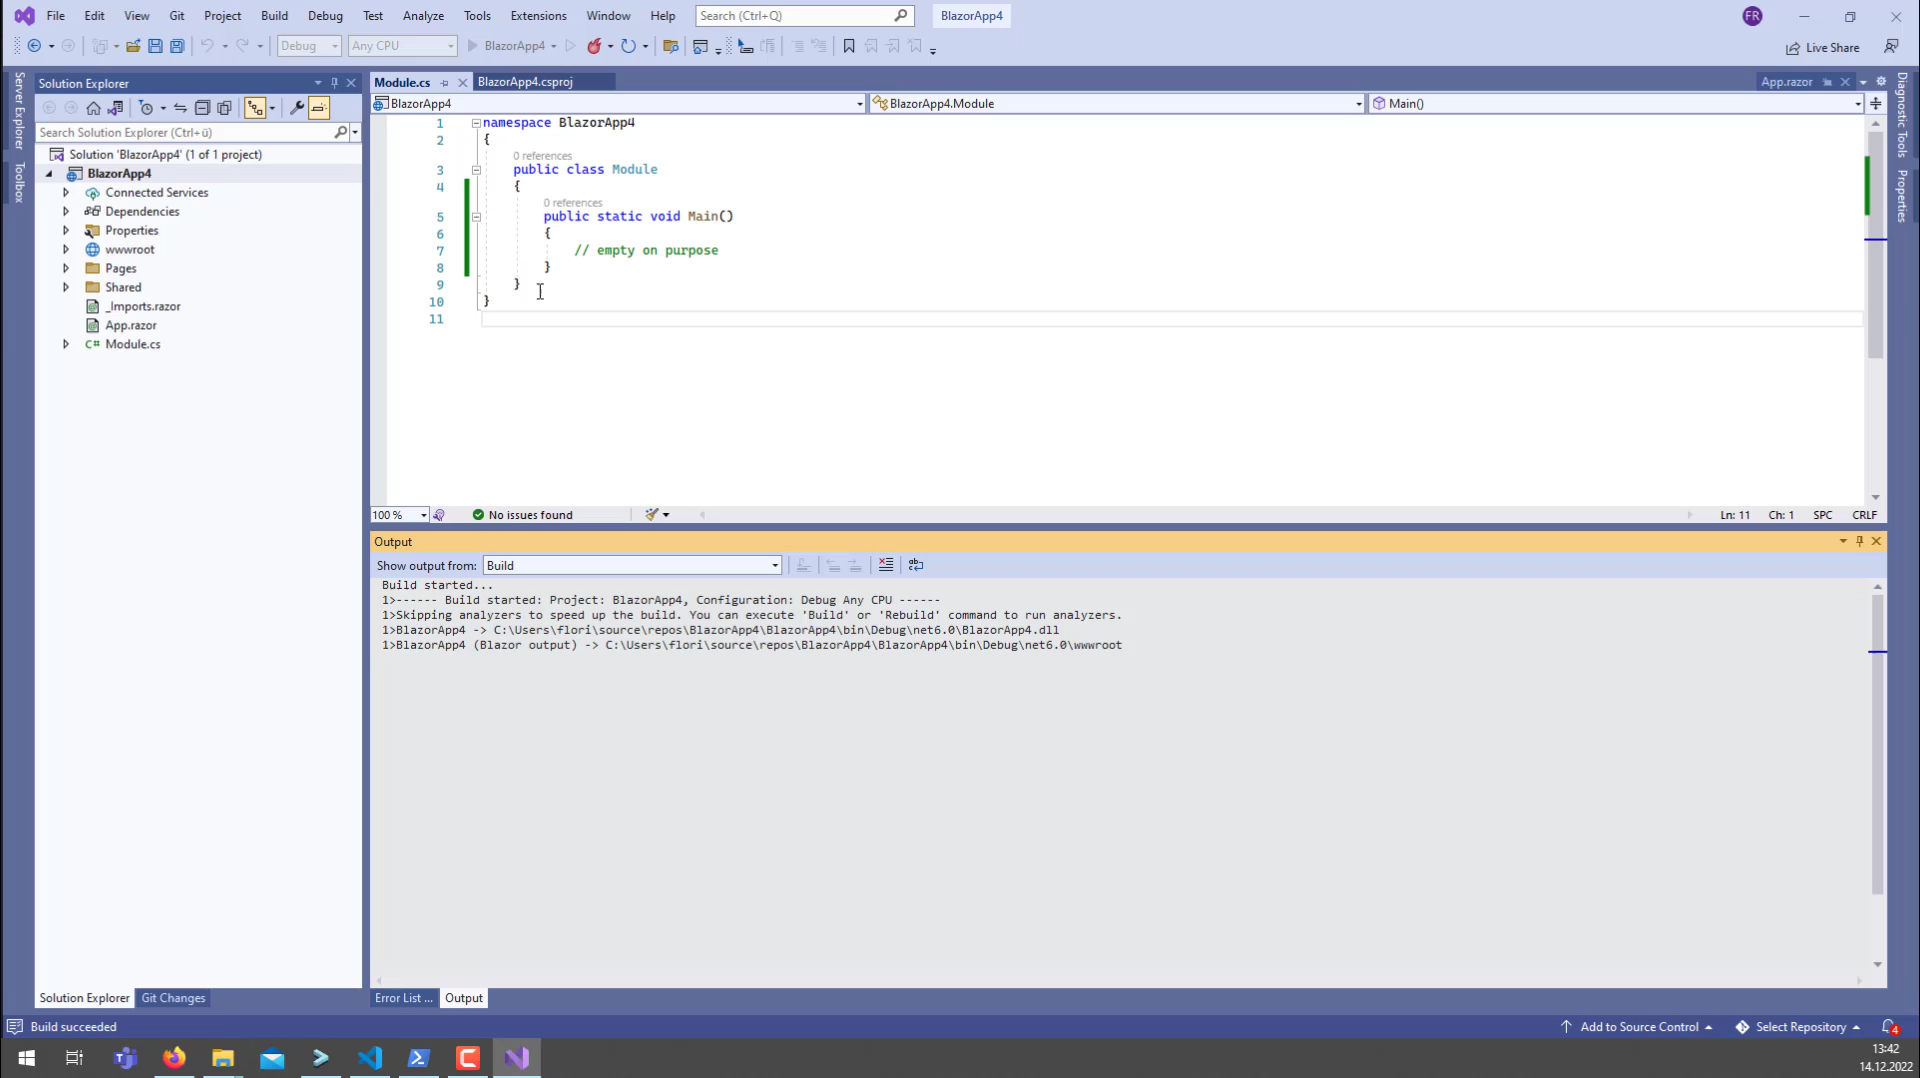 File Edit View Git Project Build Debug Test Analyze Tools Extensions Window Help Search (Ctrl+Q) BlazorApp4 FR
Debug Any CPU BlazorApp4 Live Share
Server Explorer
Toolbox
Solution Explorer
Search Solution Explorer (Ctrl+ü)
Solution 'BlazorApp4' (1 of 1 project)
BlazorApp4
Connected Services
Dependencies
Properties
wwwroot
Pages
Shared
_Imports.razor
App.razor
C# Module.cs
Solution Explorer Git Changes
Module.cs BlazorApp4.csproj App.razor
BlazorApp4 BlazorApp4.Module Main()
1 namespace BlazorApp4
2 {
0 references
3 public class Module
4 {
0 references
5 public static void Main()
6 {
7 // empty on purpose
8 }
9 }
10 }
11
100 % No issues found Ln: 11 Ch: 1 SPC CRLF
Output
Show output from: Build
Build started...
1>------ Build started: Project: BlazorApp4, Configuration: Debug Any CPU ------
1>Skipping analyzers to speed up the build. You can execute 'Build' or 'Rebuild' command to run analyzers.
1>BlazorApp4 -> C:\Users\flori\source\repos\BlazorApp4\BlazorApp4\bin\Debug\net6.0\BlazorApp4.dll
1>BlazorApp4 (Blazor output) -> C:\Users\flori\source\repos\BlazorApp4\BlazorApp4\bin\Debug\net6.0\wwwroot
Error List ... Output
Diagnostic Tools
Properties
Build succeeded Add to Source Control Select Repository 4
13:42
14.12.2022